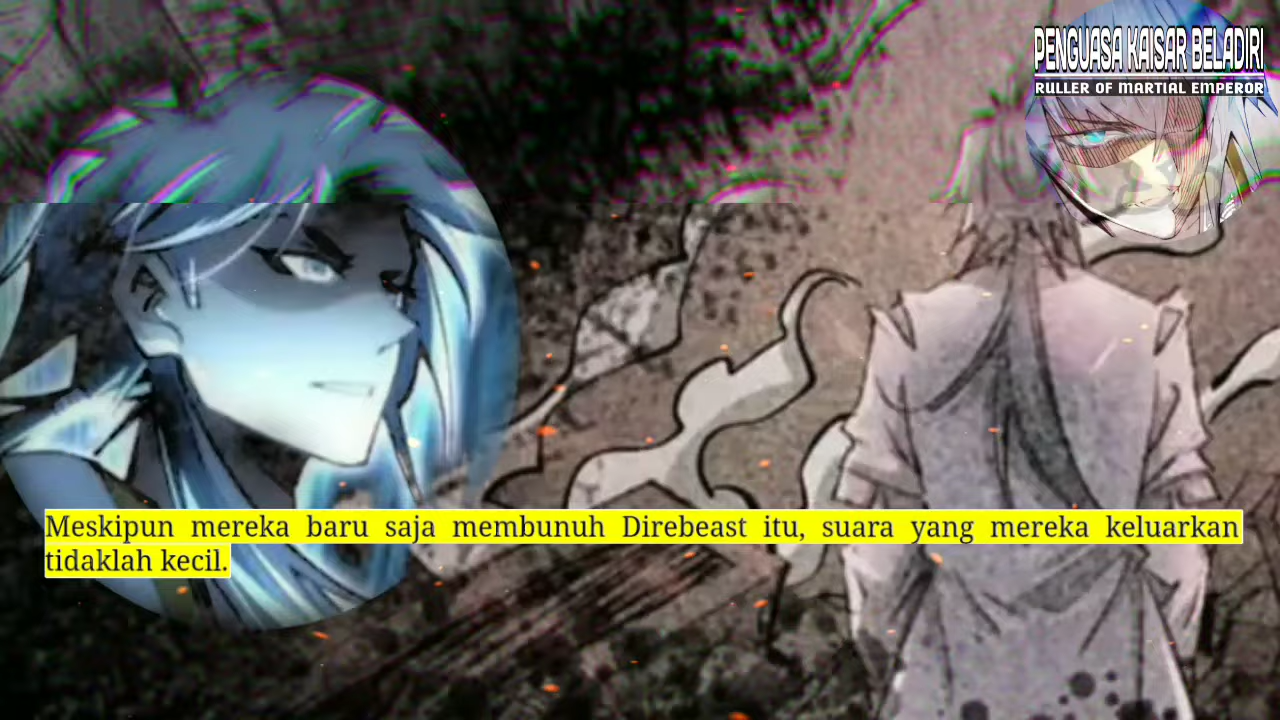 PENGUASA KAISAR BELADIRI
RULLER OF MARTIAL EMPEROR
Meskipun mereka baru saja membunuh Direbeast itu, suara yang mereka keluarkan
tidaklah kecil.